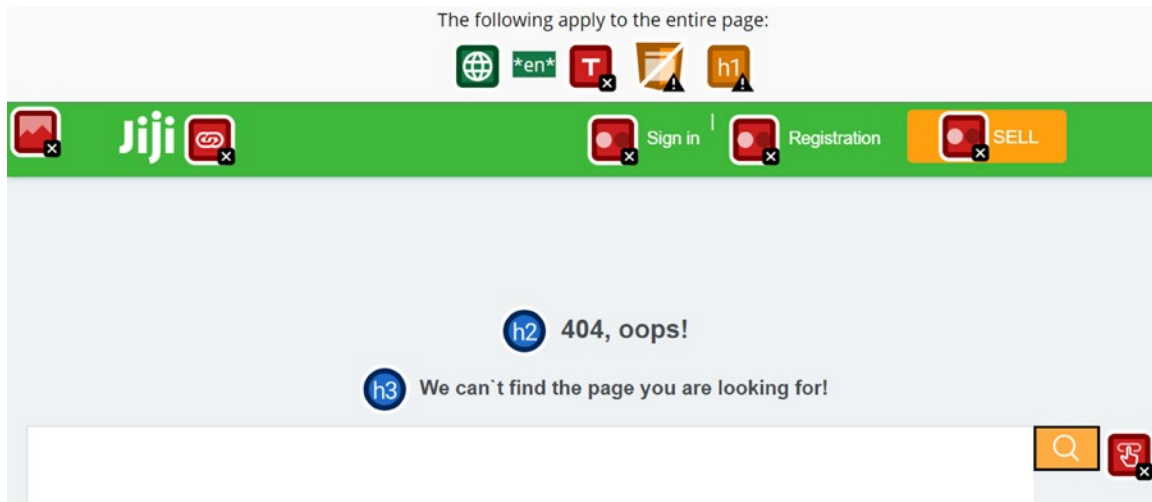 The following apply to the entire page:
*en* T h1
Jiji Sign in | Registration SELL
h2 404, oops!
h3 We can`t find the page you are looking for!